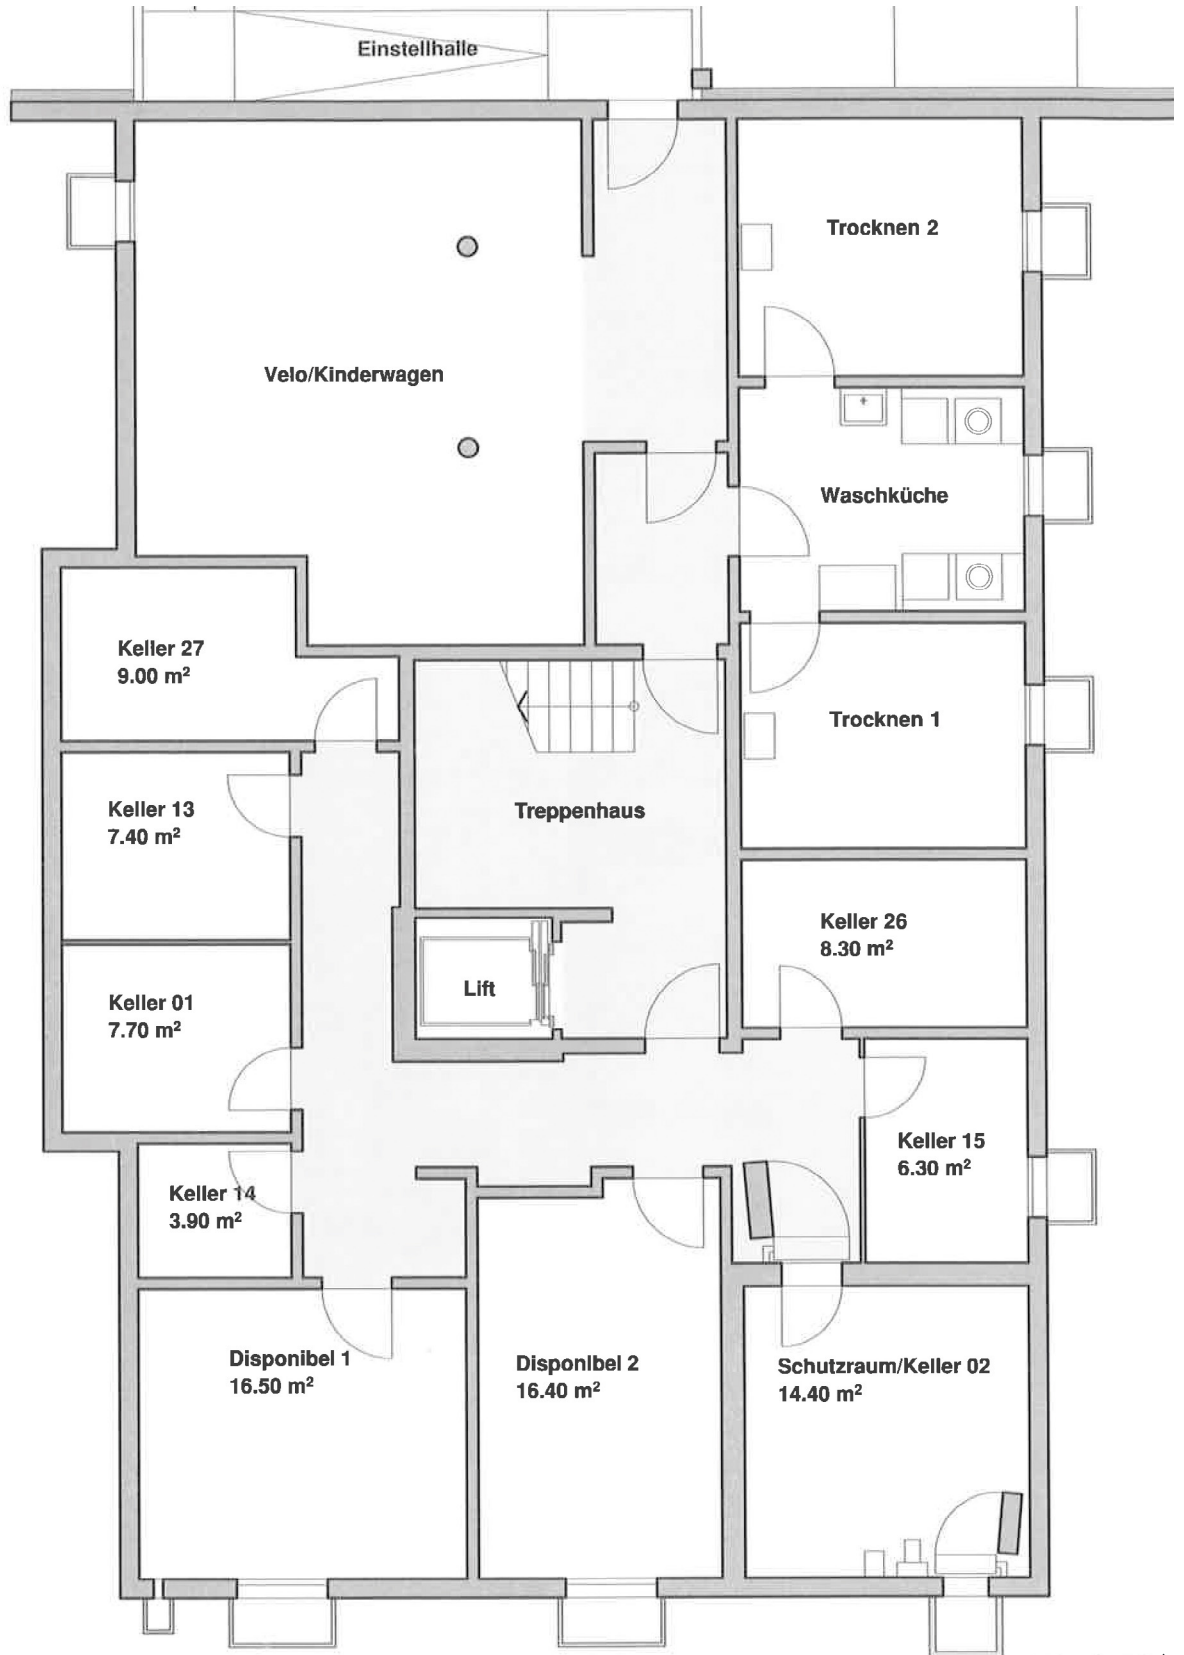 Einstellhalle
Trocknen 2
Velo/Kinderwagen
Waschküche
Keller 27
9.00 m²
Trocknen 1
Keller 13
7.40 m²
Treppenhaus
Keller 26
8.30 m²
Lift
Keller 01
7.70 m²
Keller 15
6.30 m²
Keller 14
3.90 m²
Disponibel 1
16.50 m²
Disponibel 2
16.40 m²
Schutzraum/Keller 02
14.40 m²